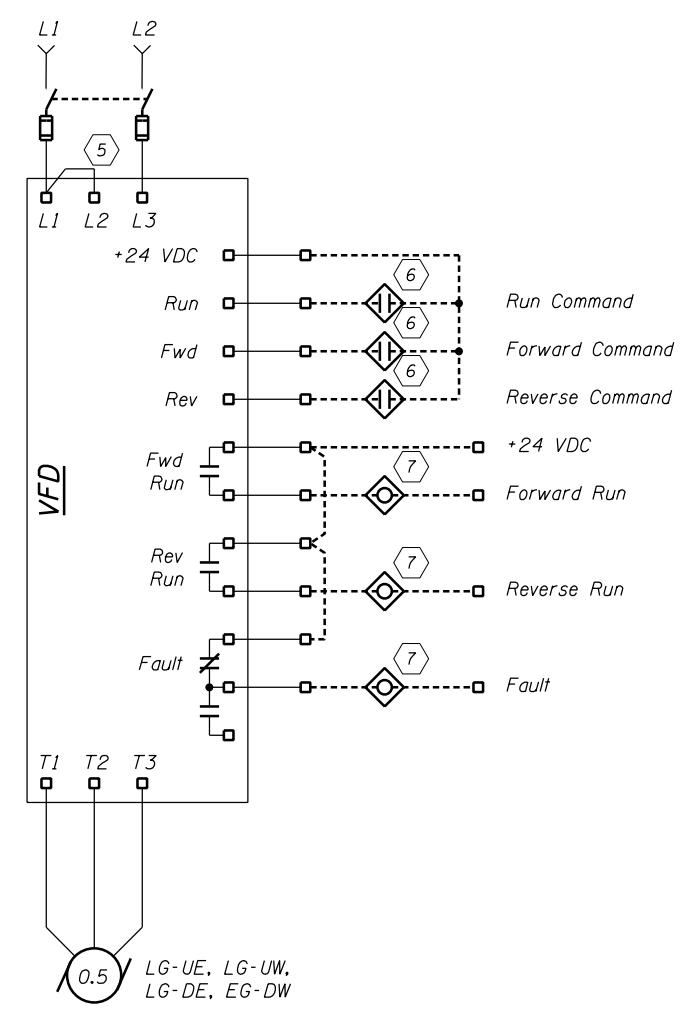 L1 L2
5
L1 L2 L3
+24 VDC
6
Run
Run Command
6
Fwd
Forward Command
6
Rev
Reverse Command
+24 VDC
Fwd
Run
7
Forward Run
VFD
Rev
Run
7
Reverse Run
Fault
7
Fault
T1 T2 T3
0.5
LG-UE, LG-UW,
LG-DE, EG-DW